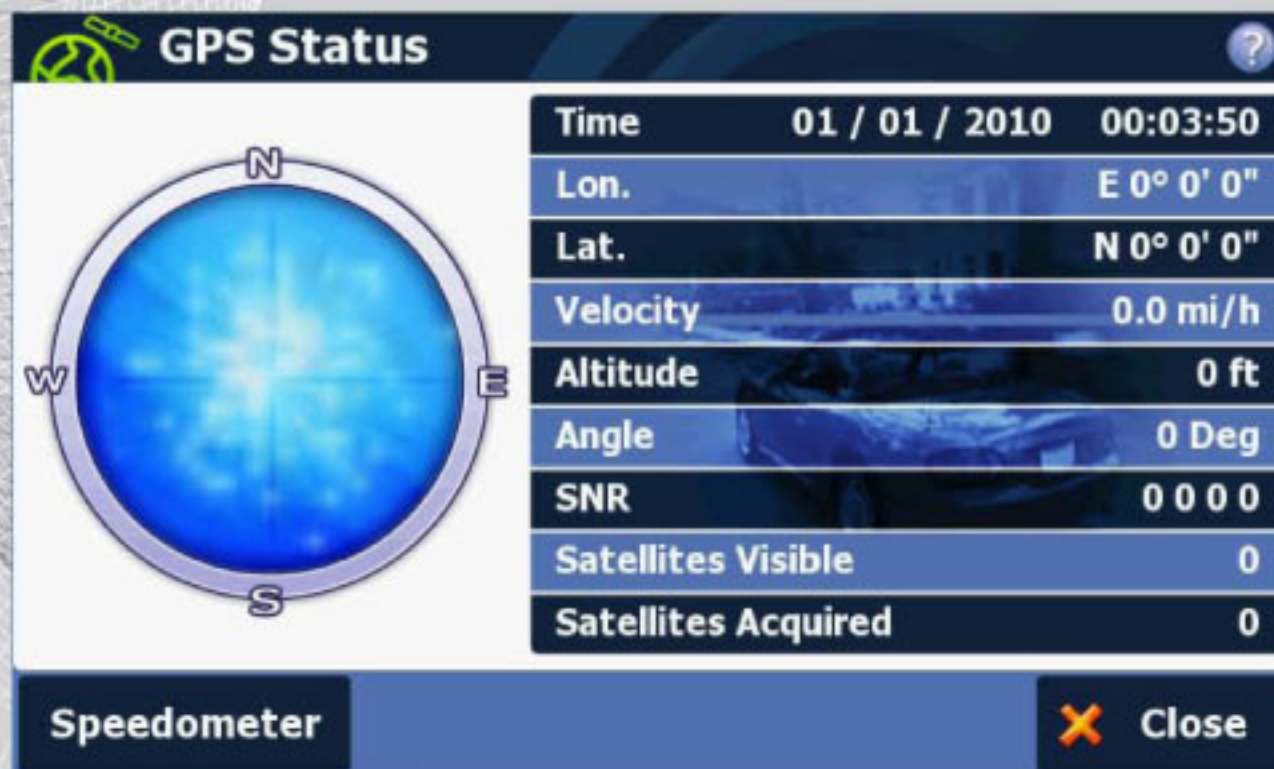 GPS Status
?
N
W
E
S
Time 01 / 01 / 2010 00:03:50
Lon. E 0° 0' 0"
Lat. N 0° 0' 0"
Velocity 0.0 mi/h
Altitude 0 ft
Angle 0 Deg
SNR 0 0 0 0
Satellites Visible 0
Satellites Acquired 0
Speedometer
Close